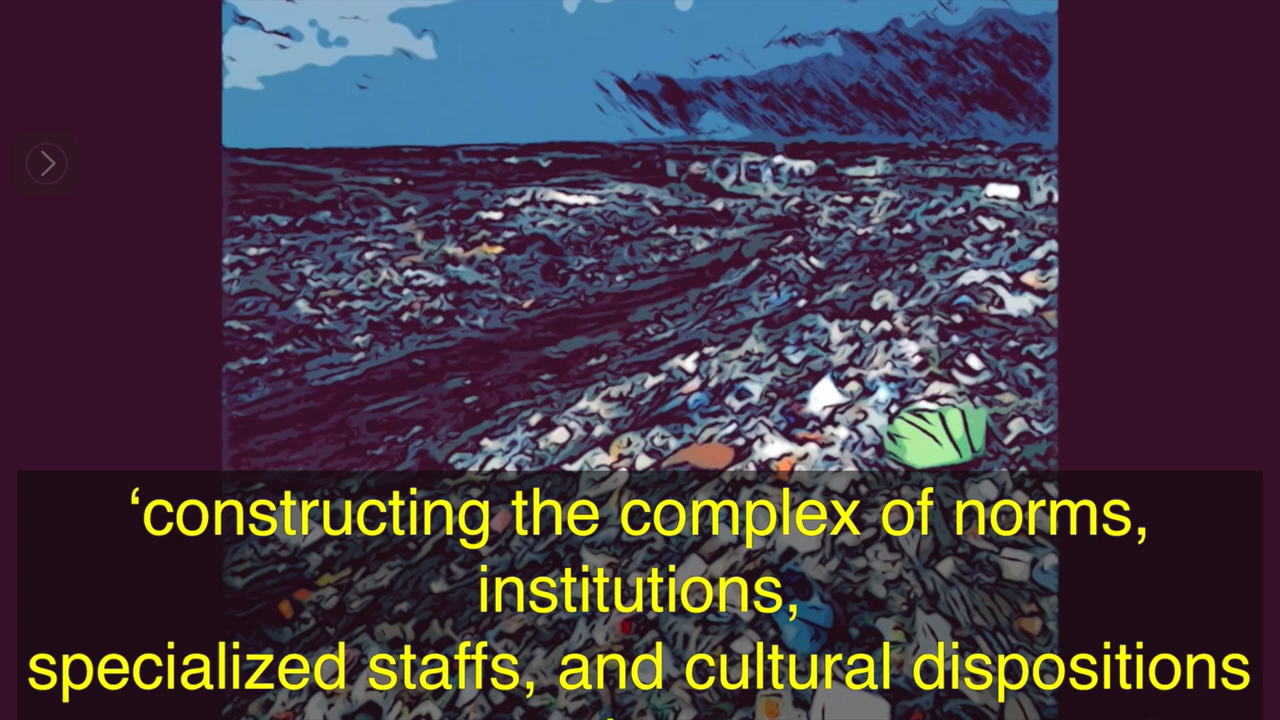 ‘constructing the complex of norms,
institutions,
specialized staffs, and cultural dispositions